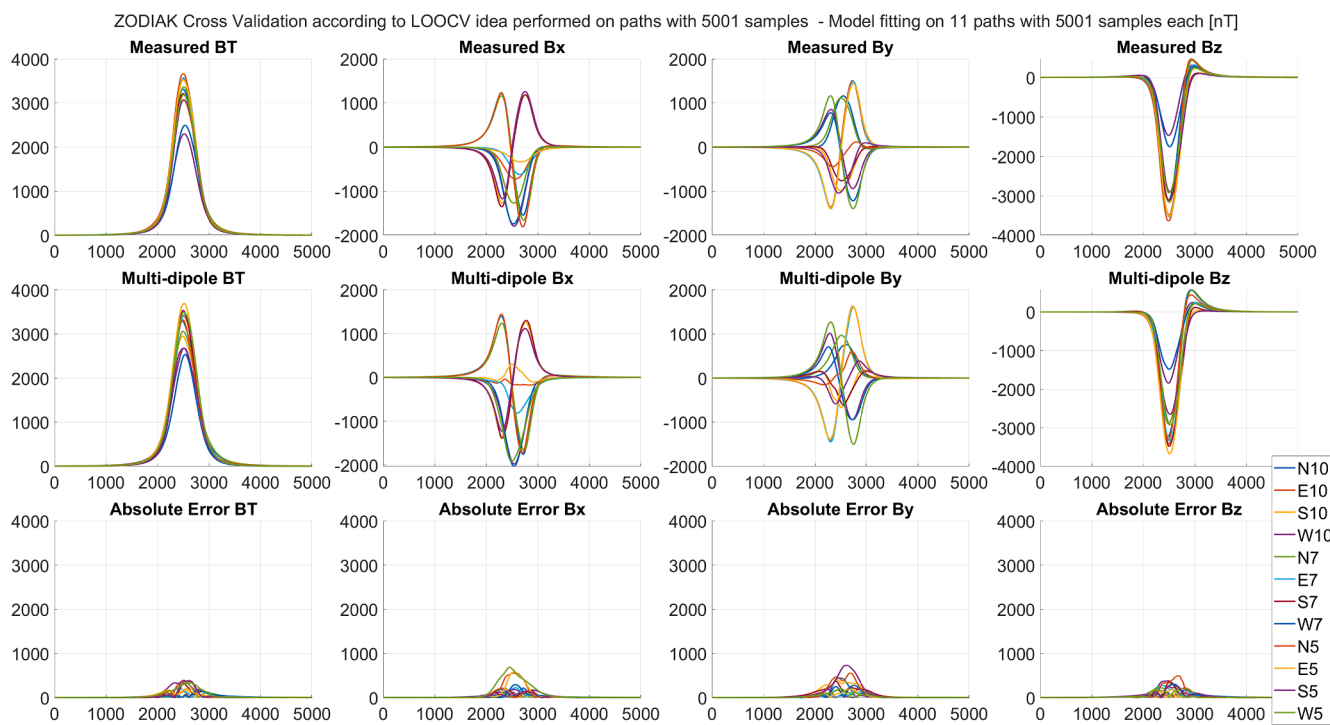 ZODIAK Cross Validation according to LOOCV idea performed on paths with 5001 samples - Model fitting on 11 paths with 5001 samples each [nT]
Measured BT
Measured Bx
Measured By
Measured Bz
4000
3000
2000
1000
0
0 1000 2000 3000 4000 5000
2000
1000
0
-1000
-2000
0 1000 2000 3000 4000 5000
2000
1000
0
-1000
-2000
0 1000 2000 3000 4000 5000
0
-1000
-2000
-3000
-4000
0 1000 2000 3000 4000 5000
Multi-dipole BT
Multi-dipole Bx
Multi-dipole By
Multi-dipole Bz
4000
3000
2000
1000
0
0 1000 2000 3000 4000 5000
2000
1000
0
-1000
-2000
0 1000 2000 3000 4000 5000
2000
1000
0
-1000
-2000
0 1000 2000 3000 4000 5000
0
-1000
-2000
-3000
-4000
0 1000 2000 3000 4000
Absolute Error BT
Absolute Error Bx
Absolute Error By
Absolute Error Bz
4000
3000
2000
1000
0
0 1000 2000 3000 4000 5000
4000
3000
2000
1000
0
0 1000 2000 3000 4000 5000
4000
3000
2000
1000
0
0 1000 2000 3000 4000 5000
4000
3000
2000
1000
0
0 1000 2000 3000 4000
N10
E10
S10
W10
N7
E7
S7
W7
N5
E5
S5
W5